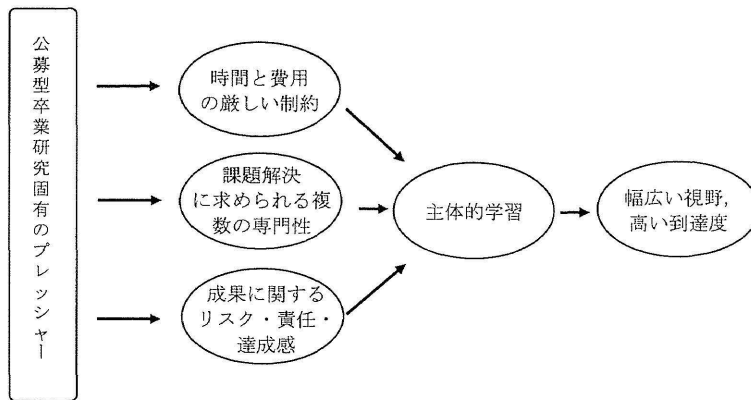 公募型卒業研究固有のプレッシャー
時間と費用
の厳しい制約
課題解決
に求められる複
数の専門性
成果に関する
リスク・責任・
達成感
主体的学習
幅広い視野,
高い到達度